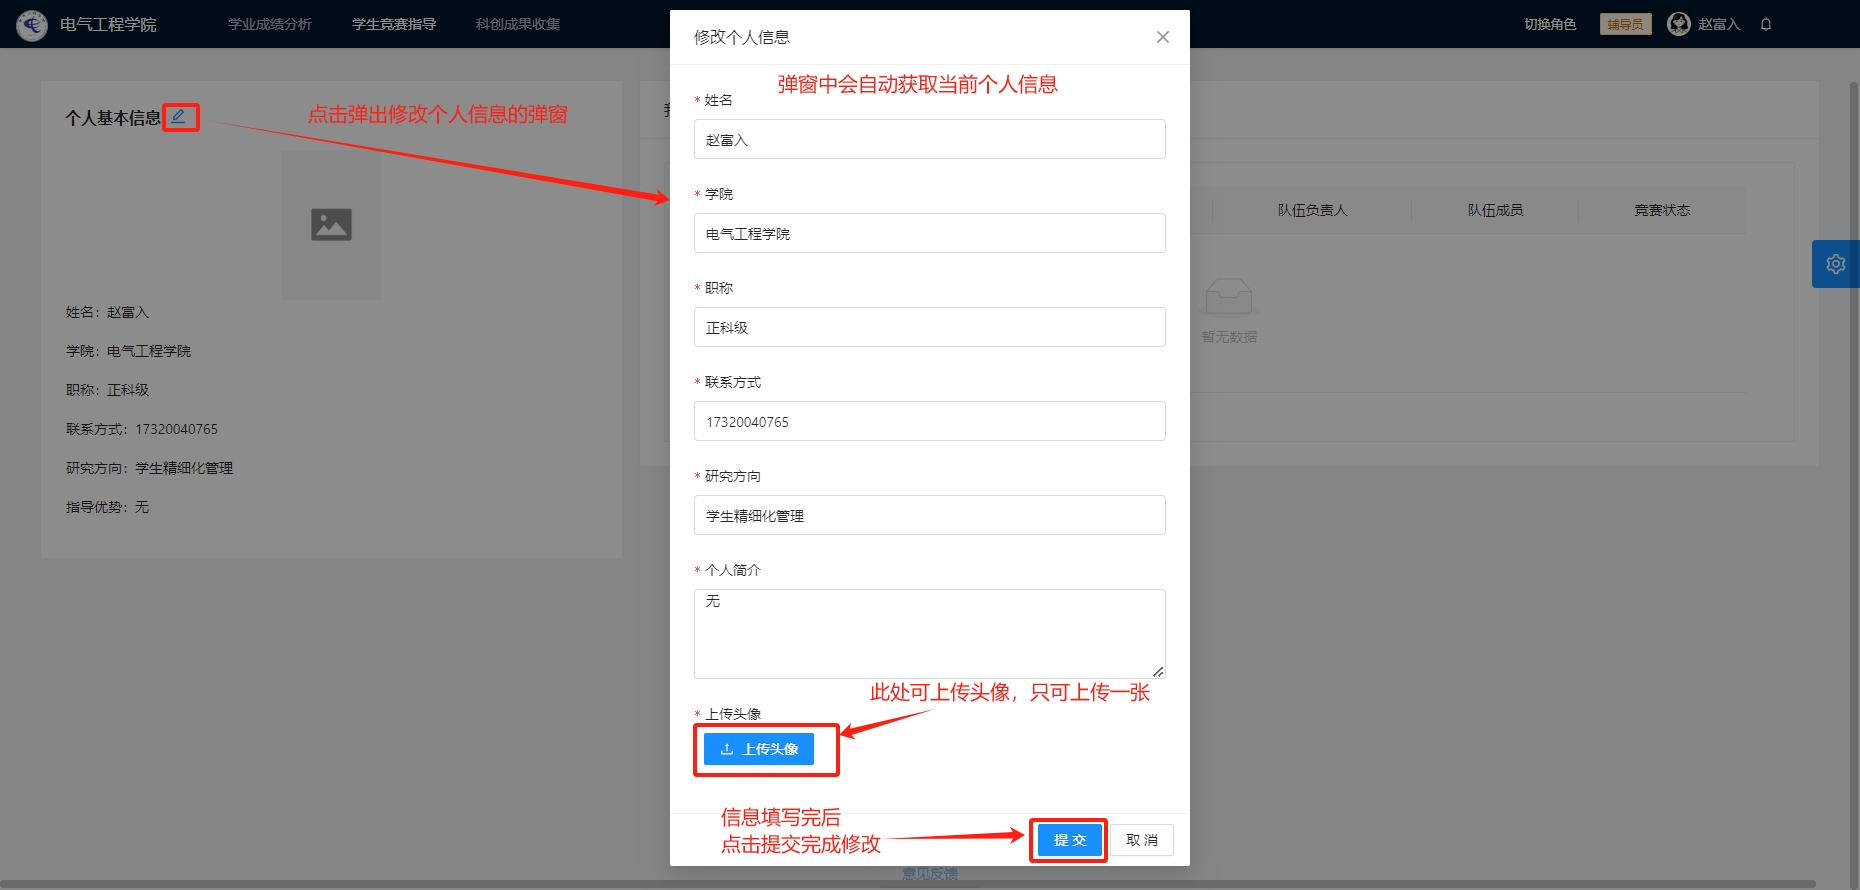 电气工程学院
学业成绩分析
学生竞赛指导
科创成果收集
切换角色
辅导员
赵富入
修改个人信息
弹窗中会自动获取当前个人信息
个人基本信息
点击弹出修改个人信息的弹窗
* 姓名
赵富入
* 学院
电气工程学院
* 职称
正科级
* 联系方式
17320040765
* 研究方向
学生精细化管理
* 个人简介
无
此处可上传头像，只可上传一张
* 上传头像
上传头像
信息填写完后
点击提交完成修改
提 交
取 消
姓名：赵富入
学院：电气工程学院
职称：正科级
联系方式：17320040765
研究方向：学生精细化管理
指导优势：无
队伍负责人
队伍成员
竞赛状态
暂无数据
意见反馈